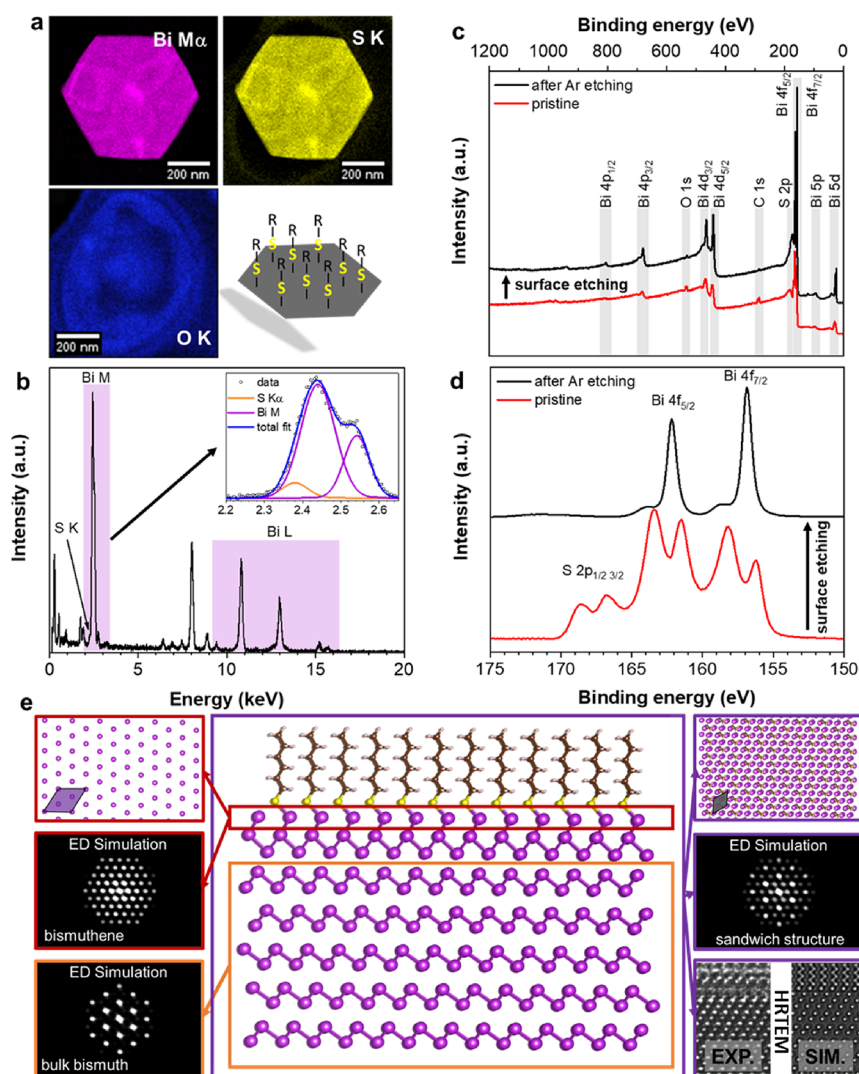 a
Bi Mα
200 nm
S K
200 nm
O K
200 nm
R R R R R R R R
S S S S S S S S
c
Binding energy (eV)
1200 1000 800 600 400 200 0
after Ar etching
pristine
Bi 4p1/2
Bi 4p3/2
O 1s
Bi 4d3/2
Bi 4d5/2
C 1s
S 2p
Bi 4f5/2
Bi 4f7/2
Bi 5p
Bi 5d
surface etching
Intensity (a.u.)
b
Bi M
S K
Bi L
data
S Kα
Bi M
total fit
2.2 2.4 2.5 2.6
Intensity (a.u.)
0 5 10 15 20
Energy (keV)
d
after Ar etching
pristine
Bi 4f5/2
Bi 4f7/2
S 2p1/2 3/2
surface etching
Intensity (a.u.)
175 170 165 160 155 150
Binding energy (eV)
e
ED Simulation
bismuthene
ED Simulation
bulk bismuth
ED Simulation
sandwich structure
EXP.
HRTEM
SIM.